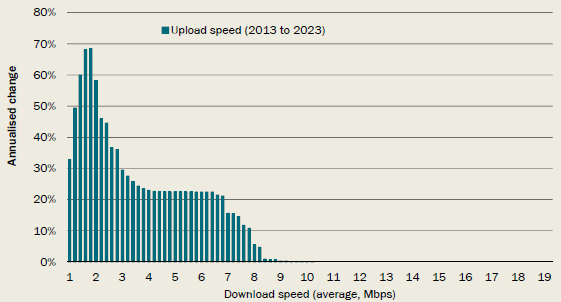 80%
Upload speed (2013 to 2023)
70%
60%
50%
40%
30%
20%
10%
0%
Annualised change
1 2 3 4 5 6 7 8 9 10 11 12 13 14 15 16 17 18 19
Download speed (average, Mbps)